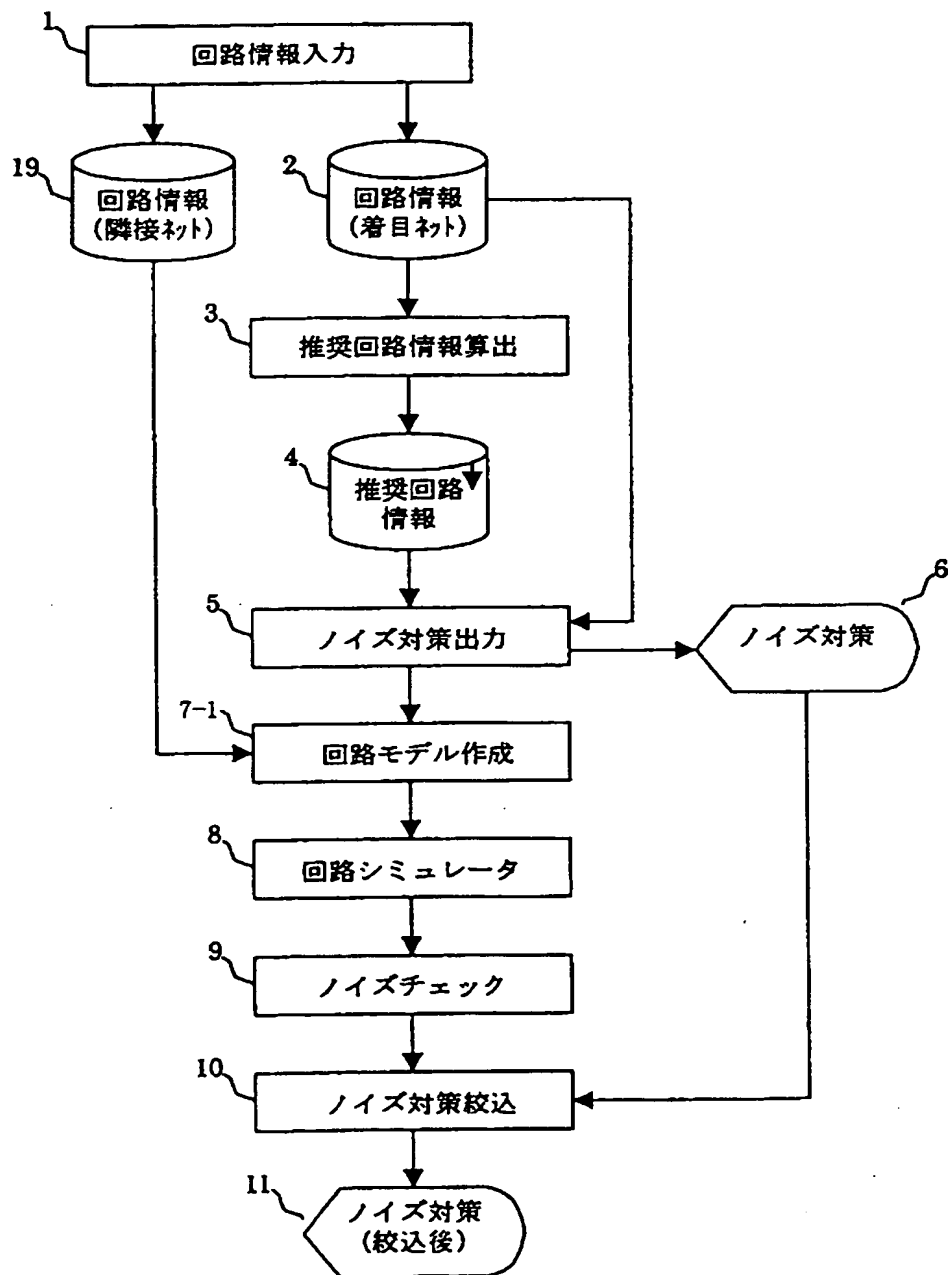 1
回路情報入力
19
回路情報
(隣接ネット)
2
回路情報
(着目ネット)
3
推奨回路情報算出
4
推奨回路
情報
5
ノイズ対策出力
6
ノイズ対策
7-1
回路モデル作成
8
回路シミュレータ
9
ノイズチェック
10
ノイズ対策絞込
11
ノイズ対策
(絞込後)